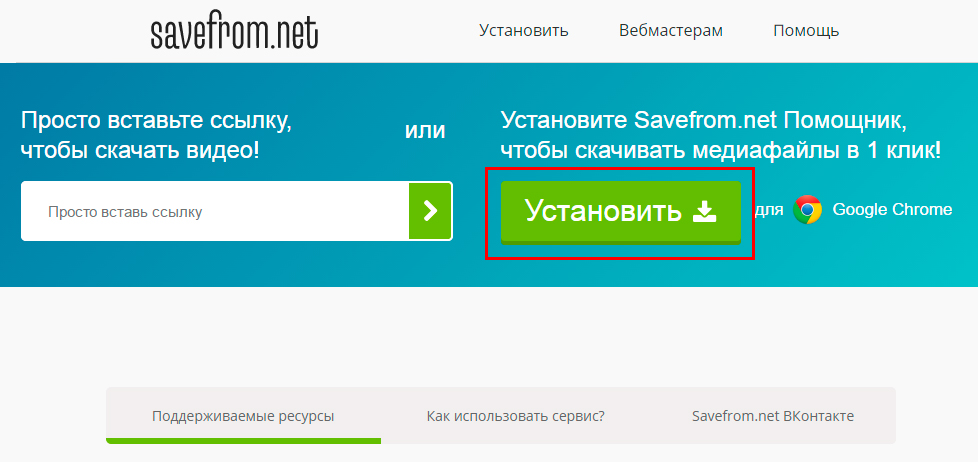 savefrom.net
Установить
Вебмастерам
Помощь
Просто вставьте ссылку,
чтобы скачать видео!
или
Установите Savefrom.net Помощник,
чтобы скачивать медиафайлы в 1 клик!
Просто вставь ссылку
Установить
для
Google Chrome
Поддерживаемые ресурсы
Как использовать сервис?
Savefrom.net ВКонтакте